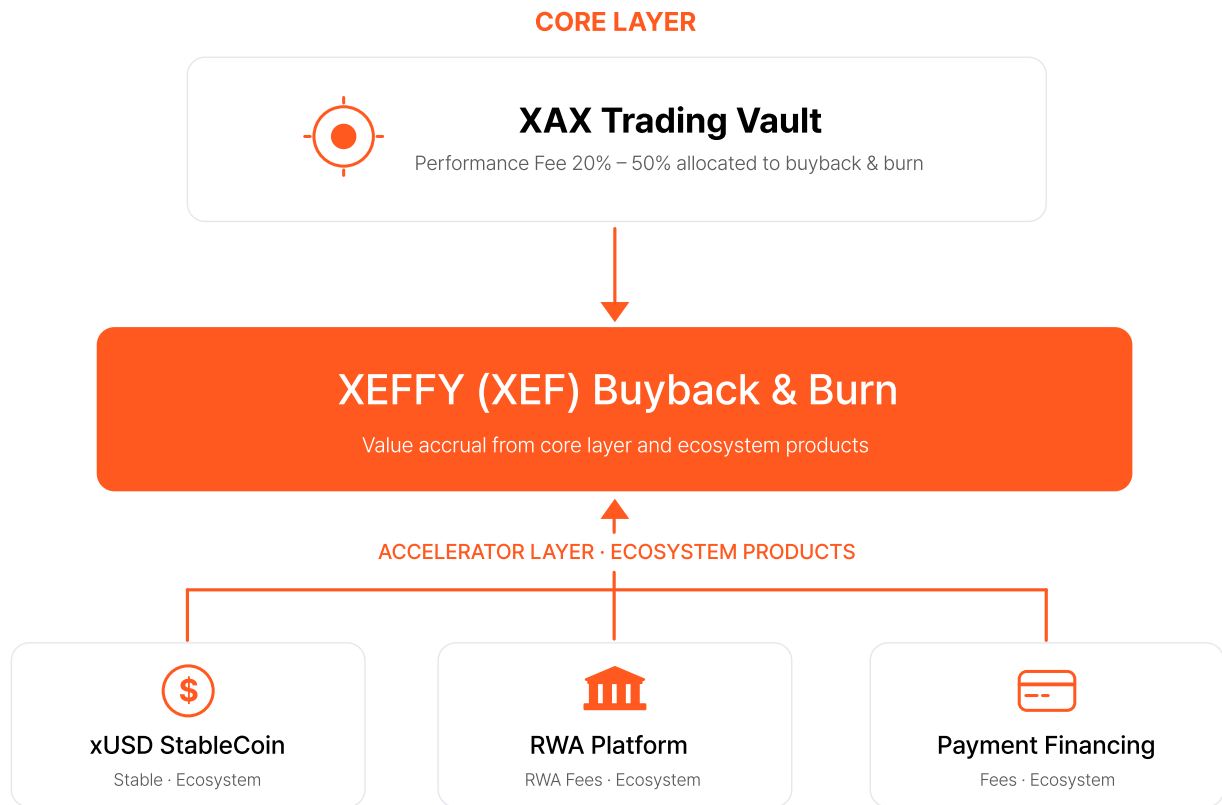 CORE LAYER
XAX Trading Vault
Performance Fee 20% – 50% allocated to buyback & burn
XEFFY (XEF) Buyback & Burn
Value accrual from core layer and ecosystem products
ACCELERATOR LAYER · ECOSYSTEM PRODUCTS
$
xUSD StableCoin
Stable · Ecosystem
RWA Platform
RWA Fees · Ecosystem
Payment Financing
Fees · Ecosystem